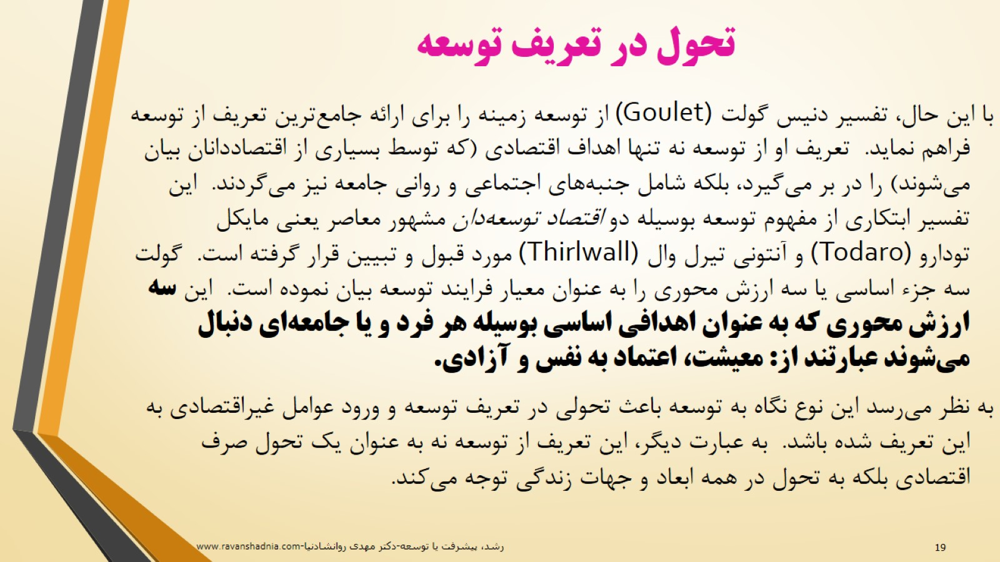 تحول در تعریف توسعه
با این حال، تفسیر دنیس گولت (Goulet) از توسعه زمینه را برای ارائه جامع‌ترین تعریف از توسعه
فراهم نماید. تعریف او از توسعه نه تنها اهداف اقتصادی (که توسط بسیاری از اقتصاددانان بیان
می‌شوند) را در بر می‌گیرد، بلکه شامل جنبه‌های اجتماعی و روانی جامعه نیز می‌گردند. این
تفسیر ابتکاری از مفهوم توسعه بوسیله دو اقتصاد توسعه‌دان مشهور معاصر یعنی مایکل
تودارو (Todaro) و آنتونی تیرل وال (Thirlwall) مورد قبول و تبیین قرار گرفته است. گولت
سه جزء اساسی یا سه ارزش محوری را به عنوان معیار فرایند توسعه بیان نموده است. این سه
ارزش محوری که به عنوان اهدافی اساسی بوسیله هر فرد و یا جامعه‌ای دنبال
می‌شوند عبارتند از: معیشت، اعتماد به نفس و آزادی.
به نظر می‌رسد این نوع نگاه به توسعه باعث تحولی در تعریف توسعه و ورود عوامل غیراقتصادی به
این تعریف شده باشد. به عبارت دیگر، این تعریف از توسعه نه به عنوان یک تحول صرف
اقتصادی بلکه به تحول در همه ابعاد و جهات زندگی توجه می‌کند.
رشد، پیشرفت یا توسعه-دکتر مهدی روانشادنیا-www.ravanshadnia.com
19